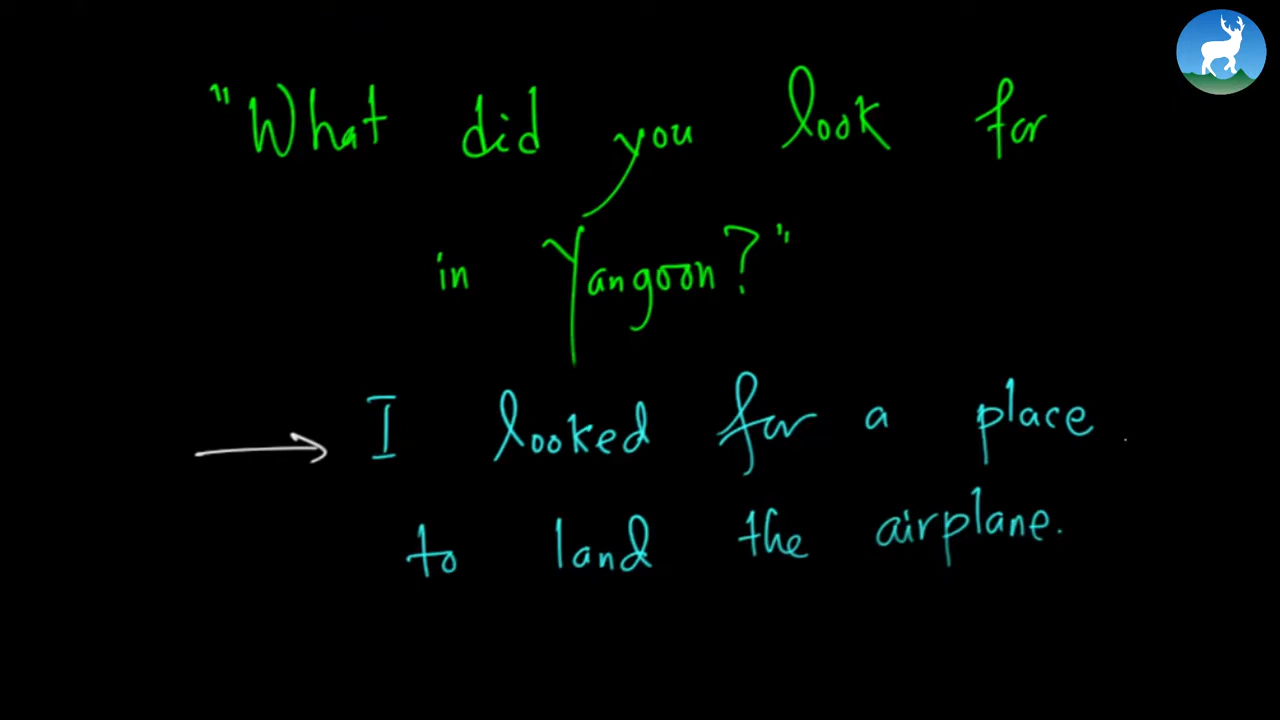 "What did you look for
in Yangoon?"
I looked for a place
to land the airplane.